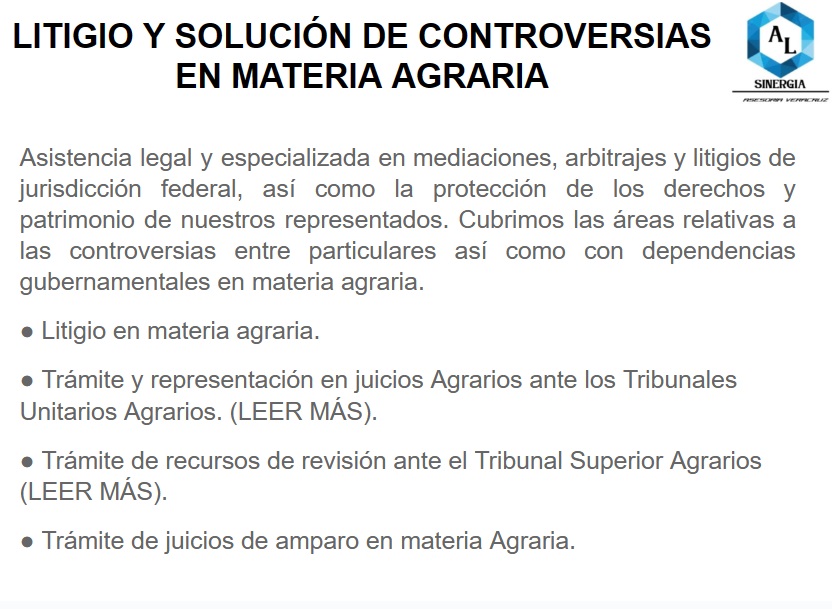 LITIGIO Y SOLUCIÓN DE CONTROVERSIAS
EN MATERIA AGRARIA
AL
SINERGIA
ASESORIA VERACRUZ
Asistencia legal y especializada en mediaciones, arbitrajes y litigios de
jurisdicción federal, así como la protección de los derechos y
patrimonio de nuestros representados. Cubrimos las áreas relativas a
las controversias entre particulares así como con dependencias
gubernamentales en materia agraria.
● Litigio en materia agraria.
● Trámite y representación en juicios Agrarios ante los Tribunales
Unitarios Agrarios. (LEER MÁS).
● Trámite de recursos de revisión ante el Tribunal Superior Agrarios
(LEER MÁS).
● Trámite de juicios de amparo en materia Agraria.